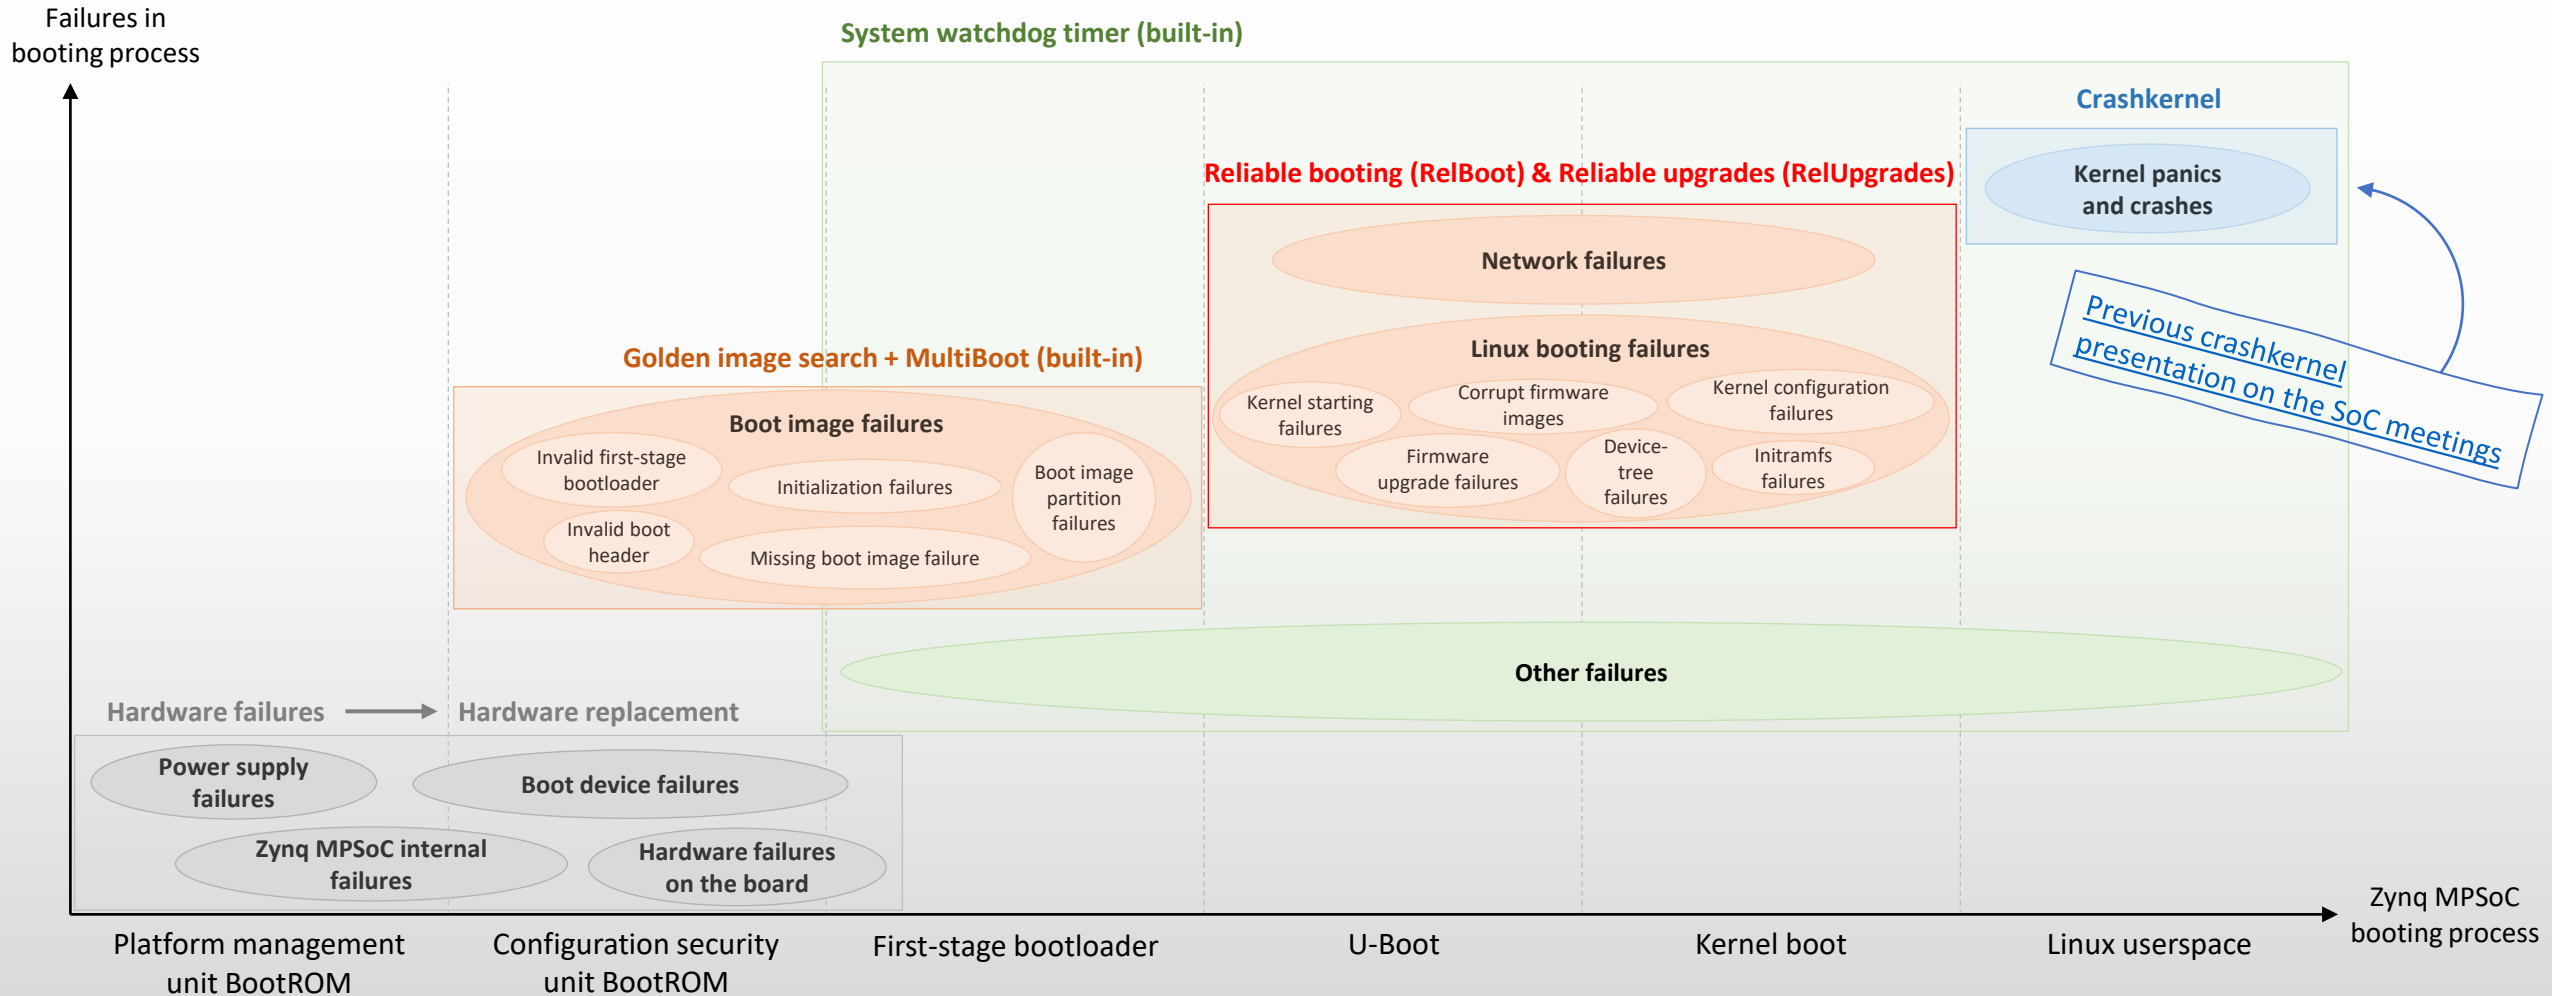 Failures in
booting process
System watchdog timer (built-in)
Crashkernel
Kernel panics
and crashes
Reliable booting (RelBoot) & Reliable upgrades (RelUpgrades)
Network failures
Linux booting failures
Kernel starting
failures
Corrupt firmware
images
Kernel configuration
failures
Firmware
upgrade failures
Device-
tree
failures
Initramfs
failures
Previous crashkernel
presentation on the SoC meetings
Golden image search + MultiBoot (built-in)
Boot image failures
Invalid first-stage
bootloader
Initialization failures
Boot image
partition
failures
Invalid boot
header
Missing boot image failure
Other failures
Hardware failures
Hardware replacement
Power supply
failures
Boot device failures
Zynq MPSoC internal
failures
Hardware failures
on the board
Zynq MPSoC
booting process
Platform management
unit BootROM
Configuration security
unit BootROM
First-stage bootloader
U-Boot
Kernel boot
Linux userspace